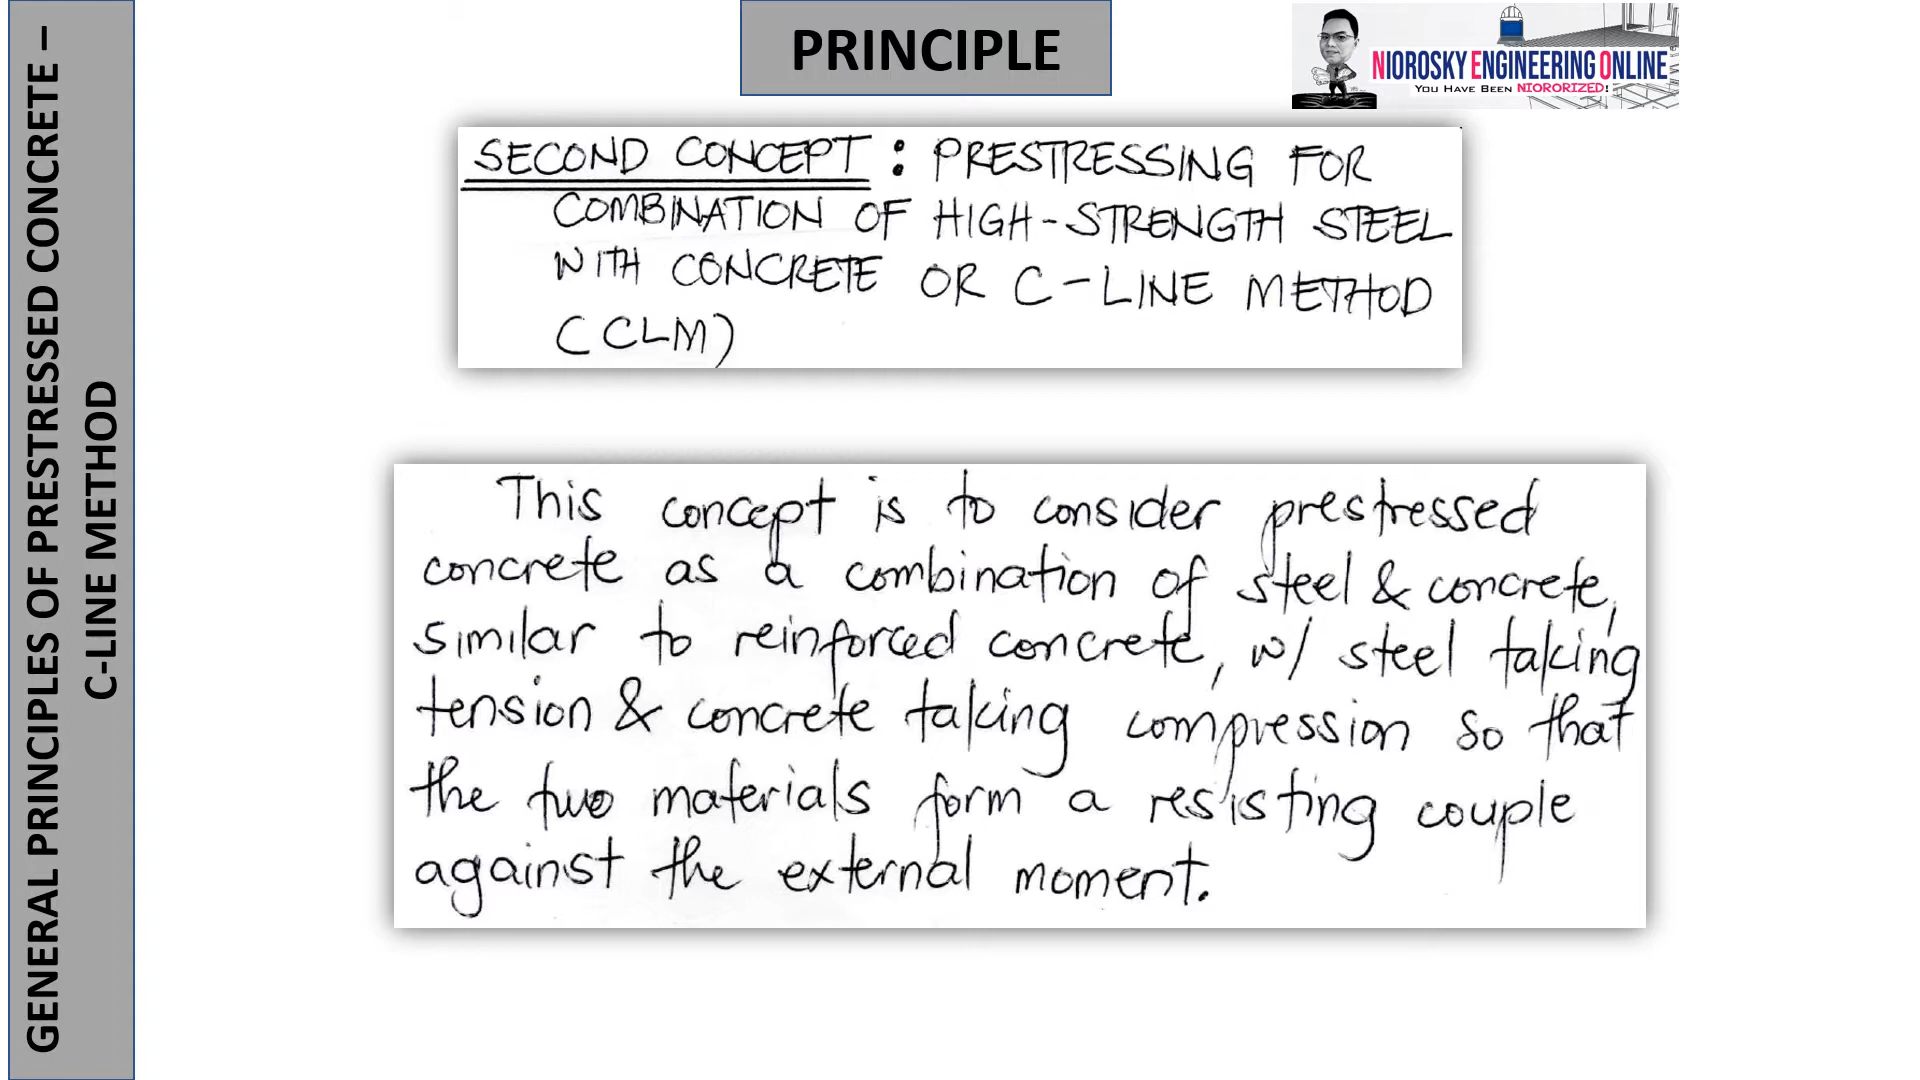 GENERAL PRINCIPLES OF PRESTRESSED CONCRETE –
C-LINE METHOD
PRINCIPLE
NIOROSKY ENGINEERING ONLINE
YOU HAVE BEEN NIORORIZED!
SECOND CONCEPT : PRESTRESSING FOR
COMBINATION OF HIGH-STRENGTH STEEL
WITH CONCRETE OR C-LINE METHOD
(CLM)
This concept is to consider prestressed
concrete as a combination of steel & concrete,
similar to reinforced concrete, w/ steel taking
tension & concrete taking compression so that
the two materials form a resisting couple
against the external moment.